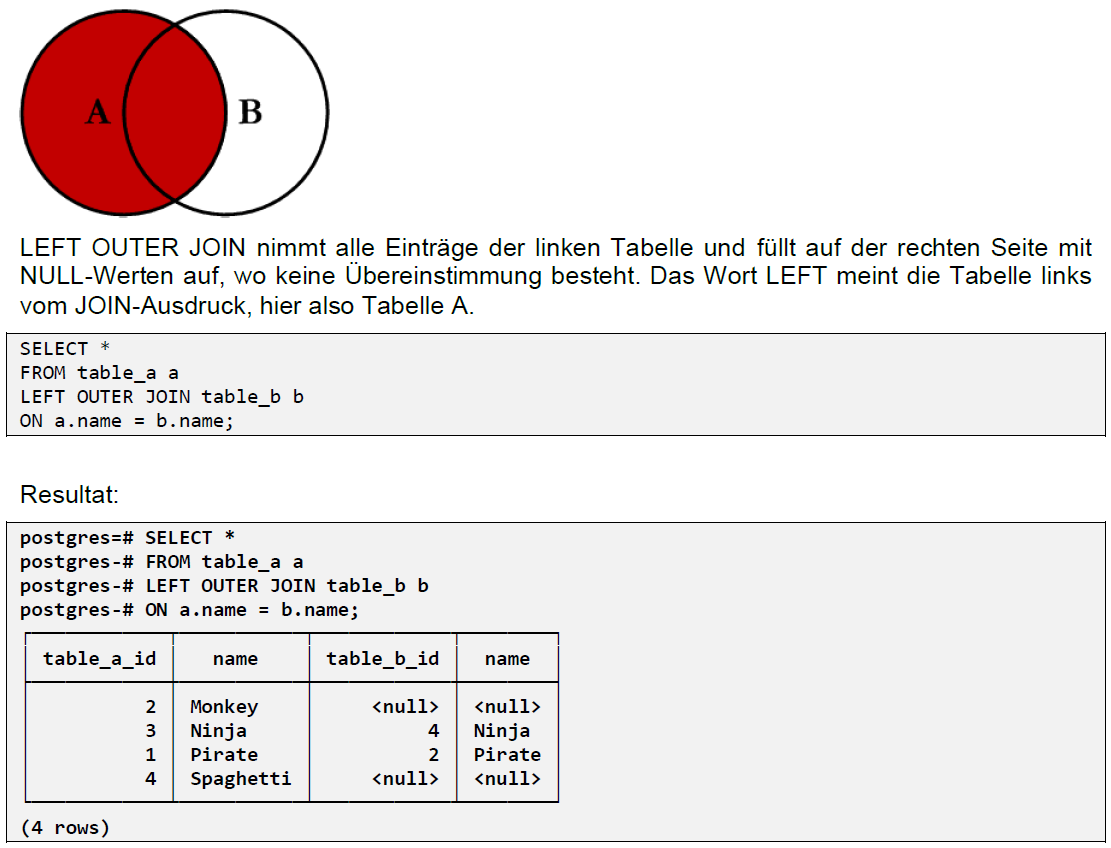 A B
LEFT OUTER JOIN nimmt alle Einträge der linken Tabelle und füllt auf der rechten Seite mit
NULL-Werten auf, wo keine Übereinstimmung besteht. Das Wort LEFT meint die Tabelle links
vom JOIN-Ausdruck, hier also Tabelle A.
SELECT *
FROM table_a a
LEFT OUTER JOIN table_b b
ON a.name = b.name;
Resultat:
postgres=# SELECT *
postgres-# FROM table_a a
postgres-# LEFT OUTER JOIN table_b b
postgres-# ON a.name = b.name;
table_a_id name table_b_id name
2 Monkey <null> <null>
3 Ninja 4 Ninja
1 Pirate 2 Pirate
4 Spaghetti <null> <null>
(4 rows)